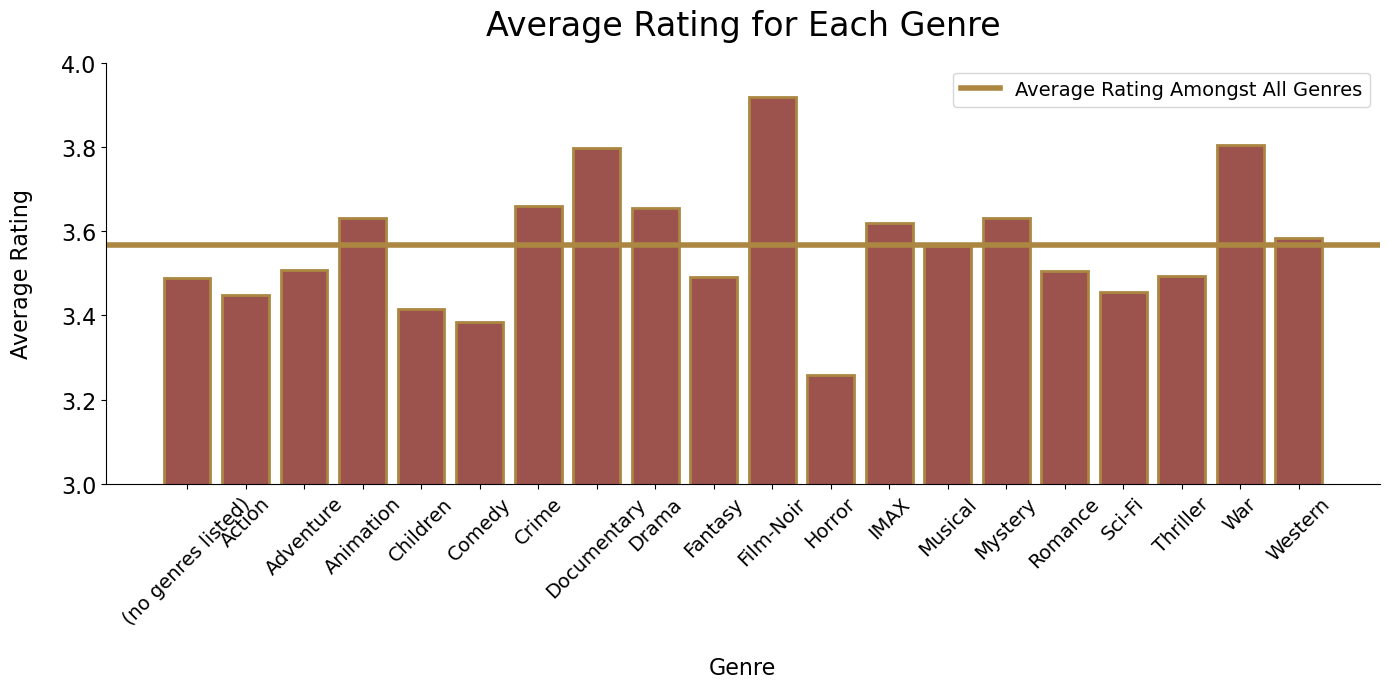 Average Rating for Each Genre
Average Rating Amongst All Genres
Average Rating
4.0
3.8
3.6
3.4
3.2
3.0
(no genres listed)
Action
Adventure
Animation
Children
Comedy
Crime
Documentary
Drama
Fantasy
Film-Noir
Horror
IMAX
Musical
Mystery
Romance
Sci-Fi
Thriller
War
Western
Genre